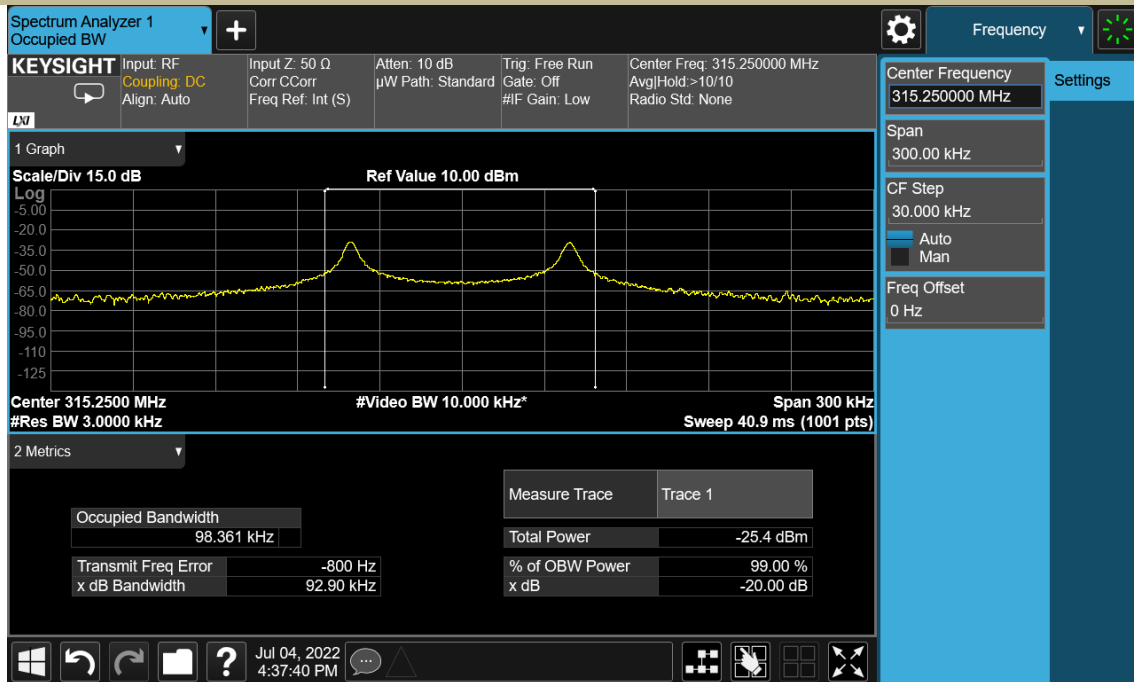 Spectrum Analyzer 1
Occupied BW
Frequency
KEYSIGHT
LXI
Input: RF
Coupling: DC
Align: Auto
Input Z: 50 Ω
Corr CCorr
Freq Ref: Int (S)
Atten: 10 dB
µW Path: Standard
Trig: Free Run
Gate: Off
#IF Gain: Low
Center Freq: 315.250000 MHz
Avg|Hold:>10/10
Radio Std: None
Center Frequency
315.250000 MHz
Settings
Span
300.00 kHz
CF Step
30.000 kHz
Auto
Man
Freq Offset
0 Hz
1 Graph
Scale/Div 15.0 dB
Ref Value 10.00 dBm
Log
-5.00
-20.0
-35.0
-50.0
-65.0
-80.0
-95.0
-110
-125
Center 315.2500 MHz
#Video BW 10.000 kHz*
Span 300 kHz
#Res BW 3.0000 kHz
Sweep 40.9 ms (1001 pts)
2 Metrics
Measure Trace Trace 1
Occupied Bandwidth
98.361 kHz
Total Power -25.4 dBm
Transmit Freq Error -800 Hz
% of OBW Power 99.00 %
x dB Bandwidth 92.90 kHz
x dB -20.00 dB
?
Jul 04, 2022
4:37:40 PM